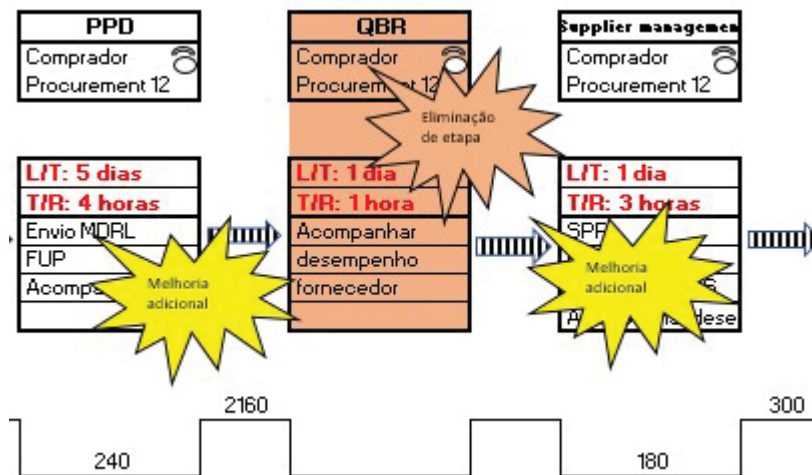 PPD
Comprador
Procurement 12
L/T: 5 dias
T/R: 4 horas
Envio MDRL
FUP
Melhoria
adicional
QBR
Comprador
Procurement 12
Eliminação
de etapa
L/T: 1 dia
T/R: 1 hora
Acompanhar
desempenho
fornecedor
Supplier managemen
Comprador
Procurement 12
L/T: 1 dia
T/R: 3 horas
Melhoria
adicional
2160
300
240
180